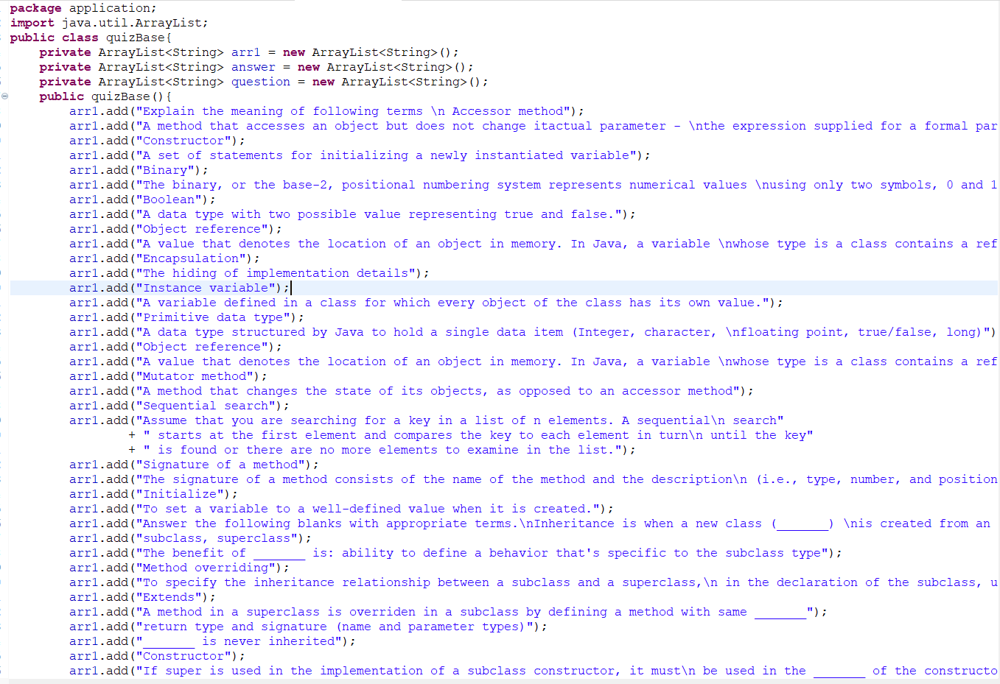 package application;
import java.util.ArrayList;
public class quizBase{
    private ArrayList<String> arr1 = new ArrayList<String>();
    private ArrayList<String> answer = new ArrayList<String>();
    private ArrayList<String> question = new ArrayList<String>();
    public quizBase(){
        arr1.add("Explain the meaning of following terms \n Accessor method");
        arr1.add("A method that accesses an object but does not change itactual parameter - \nthe expression supplied for a formal par
        arr1.add("Constructor");
        arr1.add("A set of statements for initializing a newly instantiated variable");
        arr1.add("Binary");
        arr1.add("The binary, or the base-2, positional numbering system represents numerical values \nusing only two symbols, 0 and 1
        arr1.add("Boolean");
        arr1.add("A data type with two possible value representing true and false.");
        arr1.add("Object reference");
        arr1.add("A value that denotes the location of an object in memory. In Java, a variable \nwhose type is a class contains a ref
        arr1.add("Encapsulation");
        arr1.add("The hiding of implementation details");
        arr1.add("Instance variable");
        arr1.add("A variable defined in a class for which every object of the class has its own value.");
        arr1.add("Primitive data type");
        arr1.add("A data type structured by Java to hold a single data item (Integer, character, \nfloating point, true/false, long)")
        arr1.add("Object reference");
        arr1.add("A value that denotes the location of an object in memory. In Java, a variable \nwhose type is a class contains a ref
        arr1.add("Mutator method");
        arr1.add("A method that changes the state of its objects, as opposed to an accessor method");
        arr1.add("Sequential search");
        arr1.add("Assume that you are searching for a key in a list of n elements. A sequential\n search"
                + " starts at the first element and compares the key to each element in turn\n until the key"
                + " is found or there are no more elements to examine in the list.");
        arr1.add("Signature of a method");
        arr1.add("The signature of a method consists of the name of the method and the description\n (i.e., type, number, and position
        arr1.add("Initialize");
        arr1.add("To set a variable to a well-defined value when it is created.");
        arr1.add("Answer the following blanks with appropriate terms.\nInheritance is when a new class (_______) \nis created from an
        arr1.add("subclass, superclass");
        arr1.add("The benefit of _______ is: ability to define a behavior that's specific to the subclass type");
        arr1.add("Method overriding");
        arr1.add("To specify the inheritance relationship between a subclass and a superclass,\n in the declaration of the subclass, u
        arr1.add("Extends");
        arr1.add("A method in a superclass is overriden in a subclass by defining a method with same _______");
        arr1.add("return type and signature (name and parameter types)");
        arr1.add("_______ is never inherited");
        arr1.add("Constructor");
        arr1.add("If super is used in the implementation of a subclass constructor, it must\n be used in the _______ of the constructo